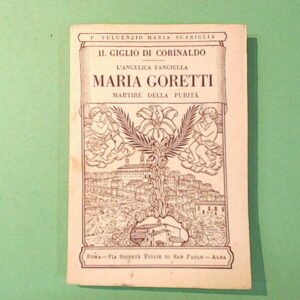 P. FULGENZIO MARIA SCARIGLIA
IL GIGLIO DI CORINALDO
L'ANGELICA FANCIULLA
MARIA GORETTI
MARTIRE DELLA PURITÀ
ROMA — PIA SOCIETÀ FIGLIE DI SAN PAOLO — ALBA